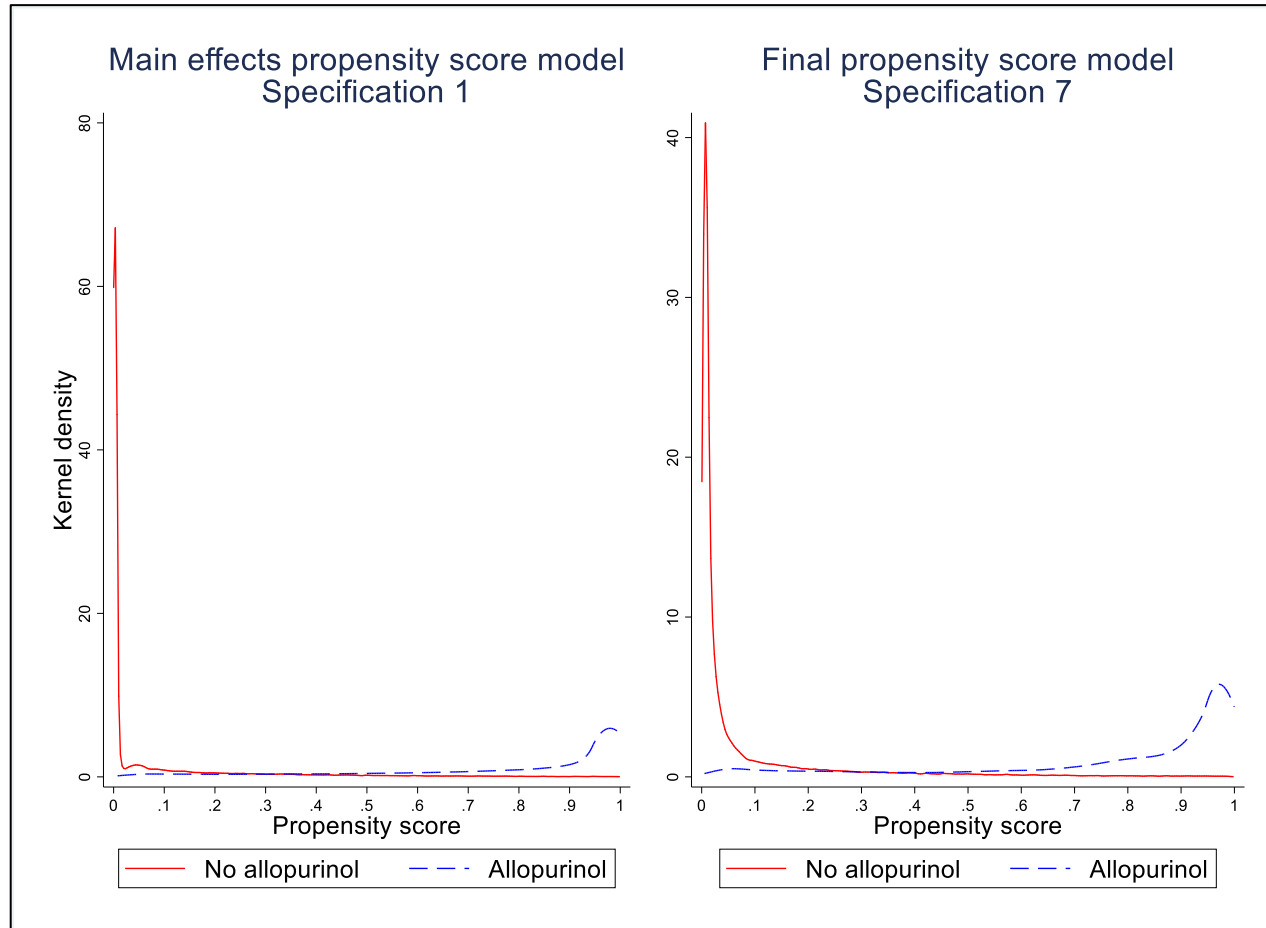 Main effects propensity score model
Specification 1
80
60
40
20
0
Kernel density
0 .1 .2 .3 .4 .5 .6 .7 .8 .9 1
Propensity score
No allopurinol Allopurinol
Final propensity score model
Specification 7
40
30
20
10
0
0 .1 .2 .3 .4 .5 .6 .7 .8 .9 1
Propensity score
No allopurinol Allopurinol